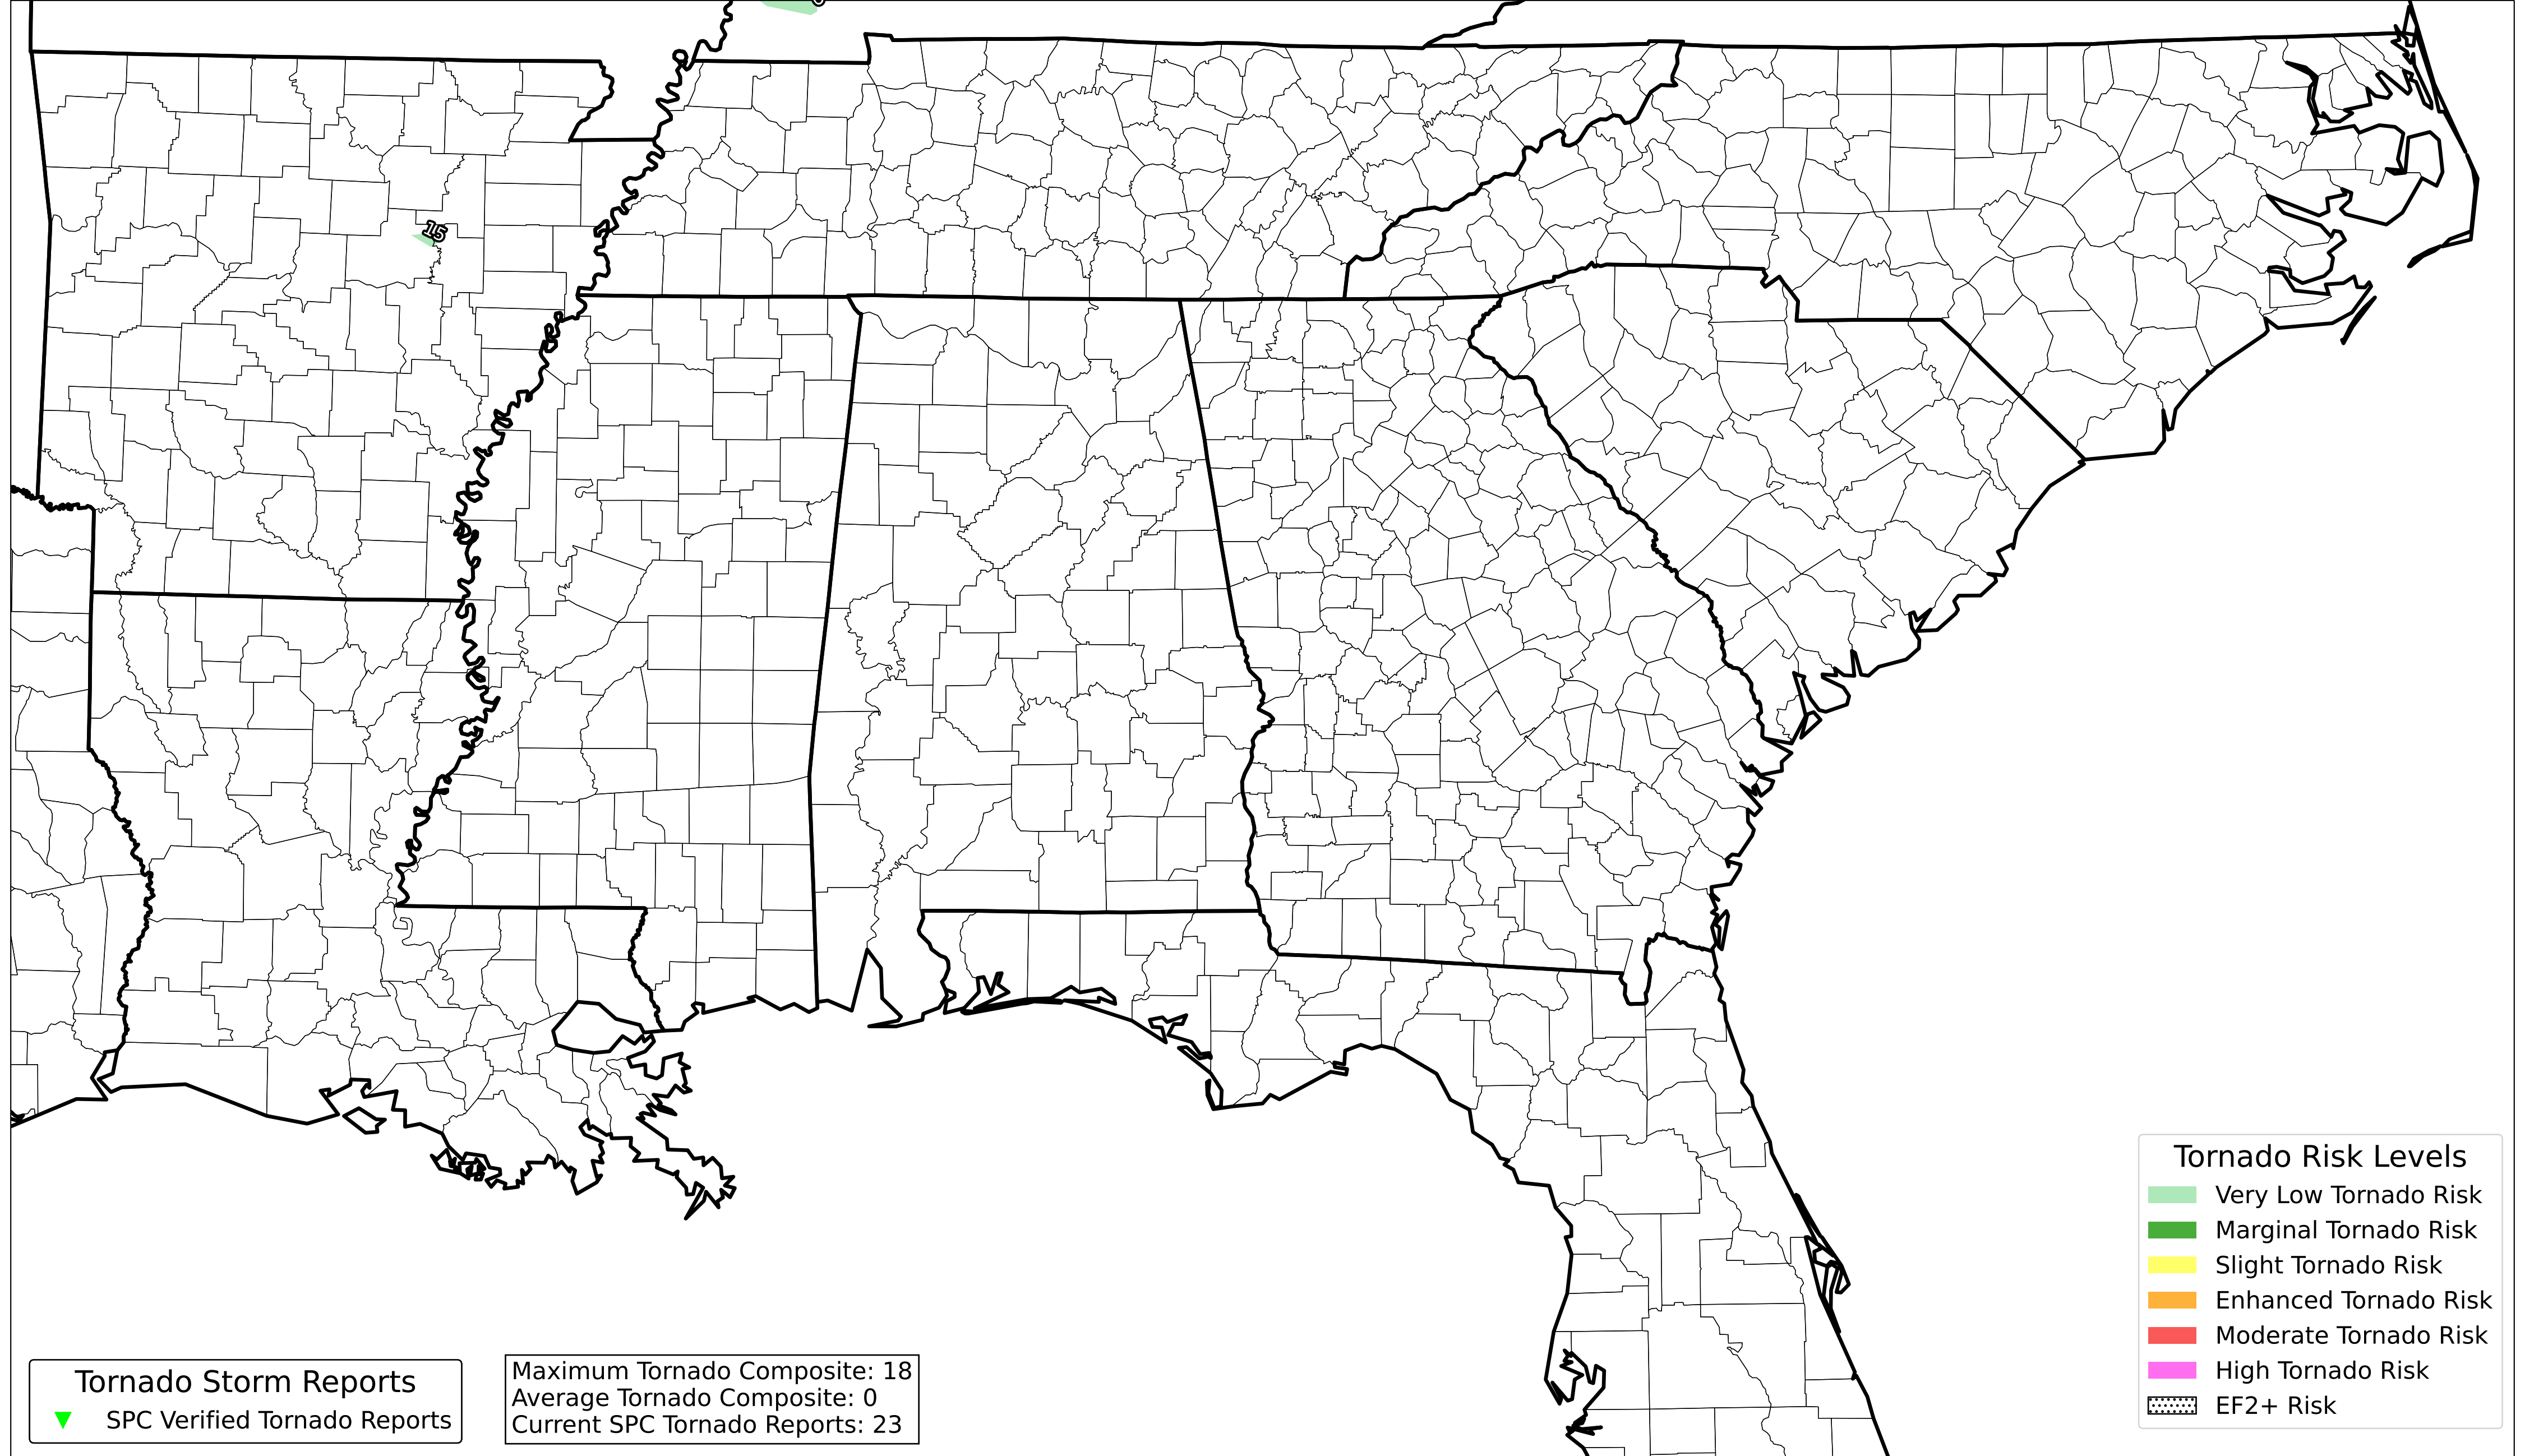 15
Tornado Risk Levels
Very Low Tornado Risk
Marginal Tornado Risk
Slight Tornado Risk
Enhanced Tornado Risk
Moderate Tornado Risk
High Tornado Risk
EF2+ Risk
Tornado Storm Reports
SPC Verified Tornado Reports
Maximum Tornado Composite: 18
Average Tornado Composite: 0
Current SPC Tornado Reports: 23